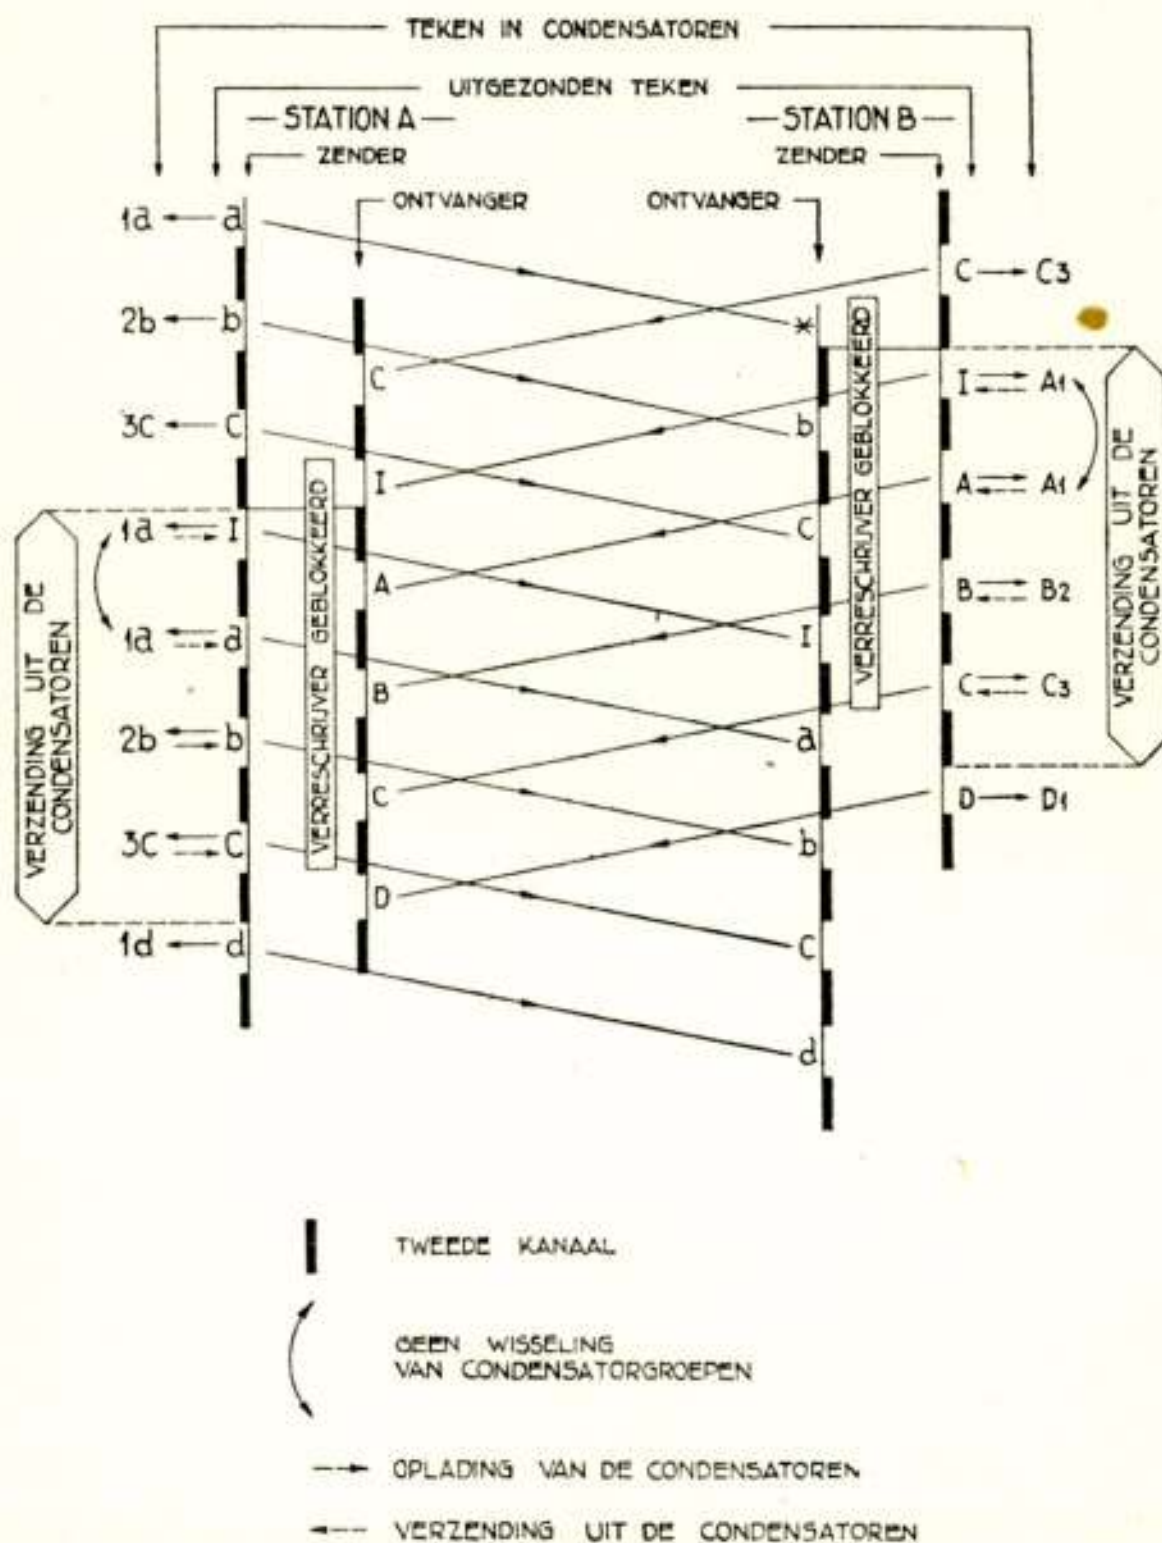 TEKEN IN CONDENSATOREN
UITGEZONDEN TEKEN
STATION A
STATION B
ZENDER
ZENDER
ONTVANGER
ONTVANGER
1a a
C C3
2b b
*
C
I A1
3C C
b
I
A A1
1a I
C
A
B B2
1a a
I
B
C C3
2b b
a
C
D D1
3C C
b
D
1d d
C
d
VERZENDING UIT DE
CONDENSATOREN
VERRESCHRIJVER GEBLOKKEERD
VERRESCHRIJVER GEBLOKKEERD
VERZENDING UIT DE
CONDENSATOREN
TWEEDE KANAAL
GEEN WISSELING
VAN CONDENSATORGROEPEN
OPLADING VAN DE CONDENSATOREN
VERZENDING UIT DE CONDENSATOREN